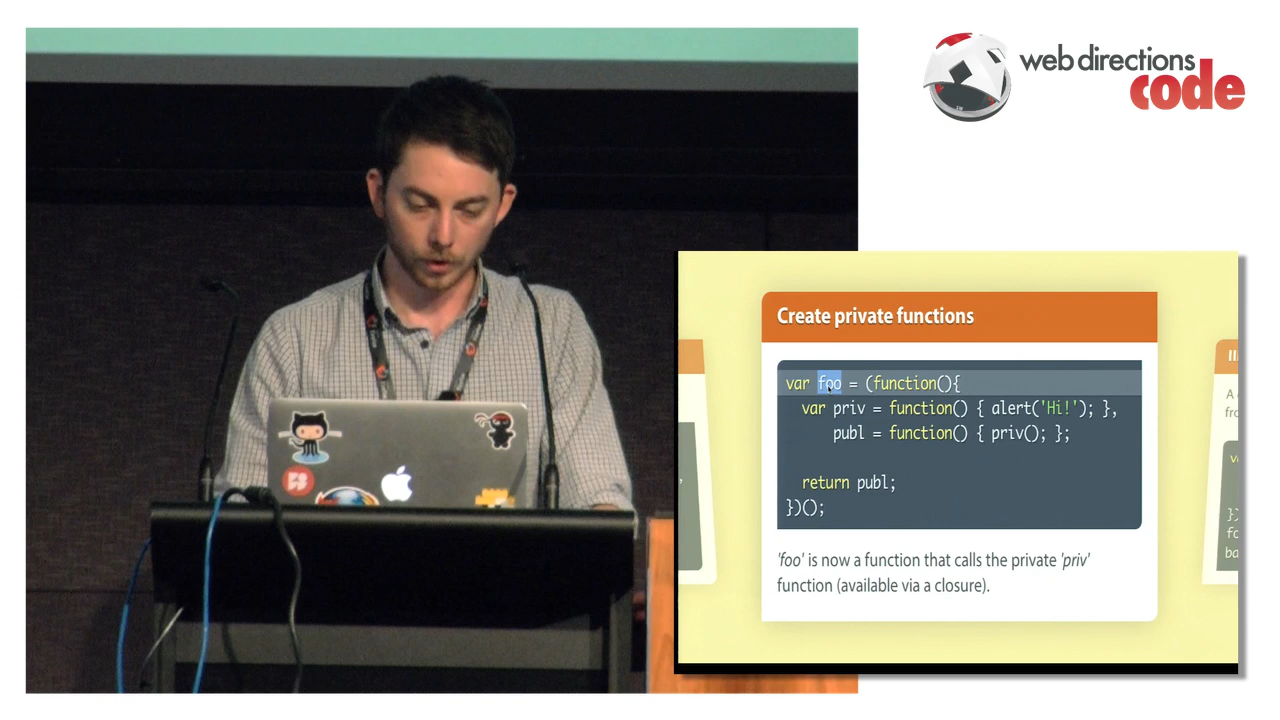 web directions
code
Create private functions
var foo = (function(){
var priv = function() { alert('Hi!'); },
publ = function() { priv(); };
return publ;
})();
'foo' is now a function that calls the private 'priv'
function (available via a closure).